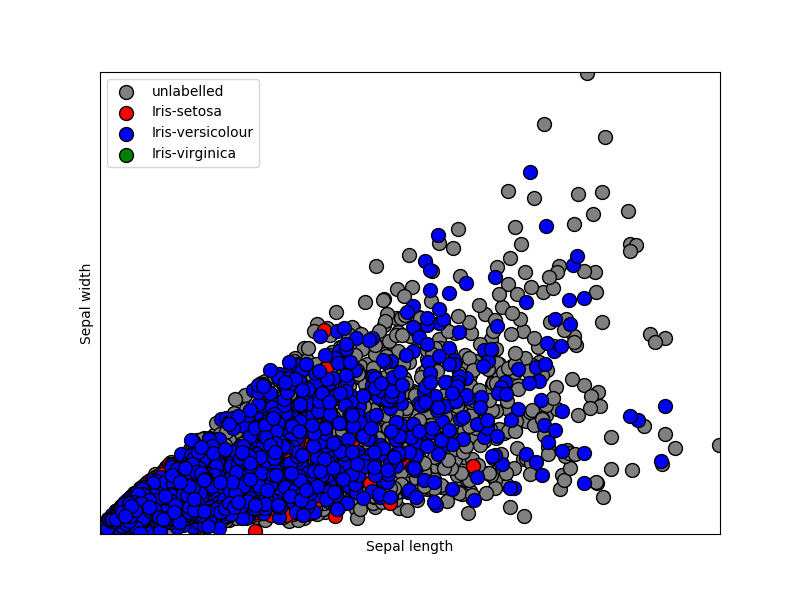 unlabelled
Iris-setosa
Iris-versicolour
Iris-virginica
Sepal width
Sepal length